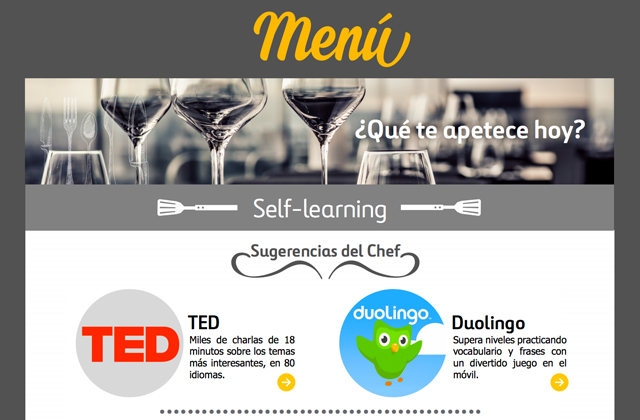 Menú
¿Qué te apetece hoy?
Self-learning
Sugerencias del Chef
TED
TED
Miles de charlas de 18
minutos sobre los temas
más interesantes, en 80
idiomas.
duolingo
Duolingo
Supera niveles practicando
vocabulario y frases con
un divertido juego en el
móvil.